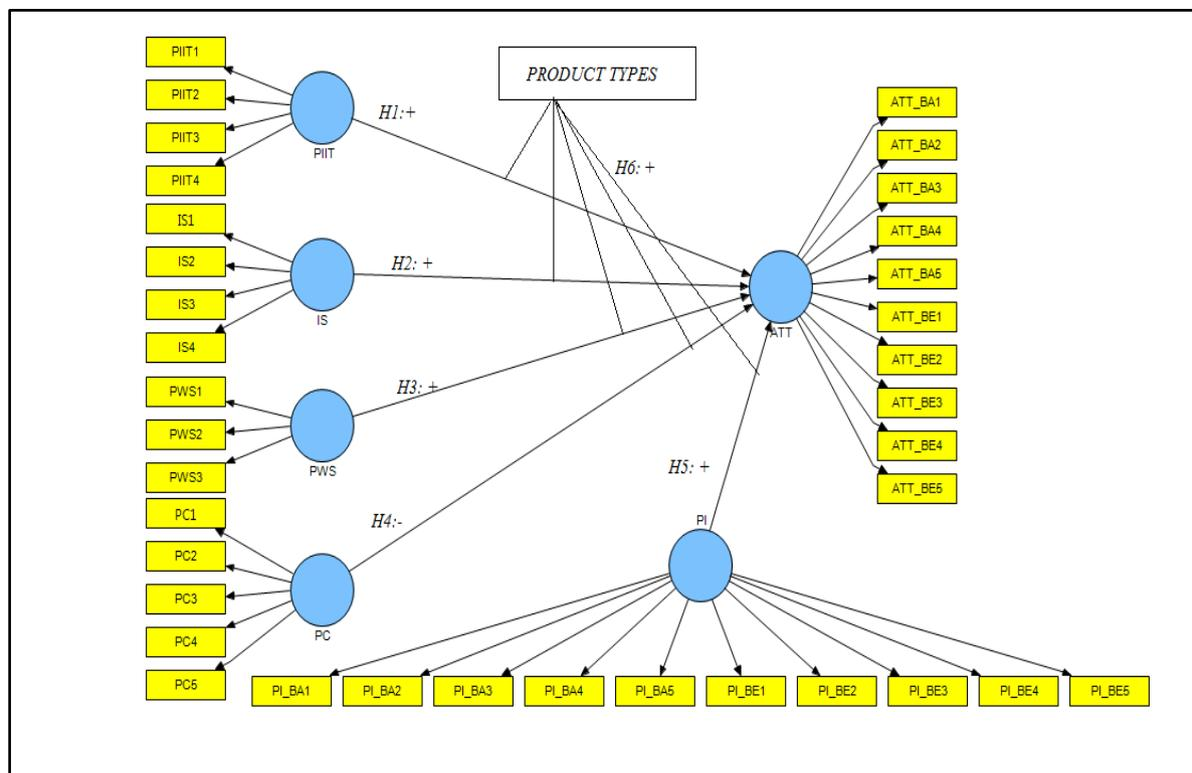 PRODUCT TYPES
PIIT1
PIIT2
PIIT3
PIIT4
PIIT
H1:+
IS1
IS2
IS3
IS4
IS
H2: +
PWS1
PWS2
PWS3
PWS
H3: +
PC1
PC2
PC3
PC4
PC5
PC
H4:-
H6: +
H5: +
ATT
ATT_BA1
ATT_BA2
ATT_BA3
ATT_BA4
ATT_BA5
ATT_BE1
ATT_BE2
ATT_BE3
ATT_BE4
ATT_BE5
PI
PI_BA1
PI_BA2
PI_BA3
PI_BA4
PI_BA5
PI_BE1
PI_BE2
PI_BE3
PI_BE4
PI_BE5